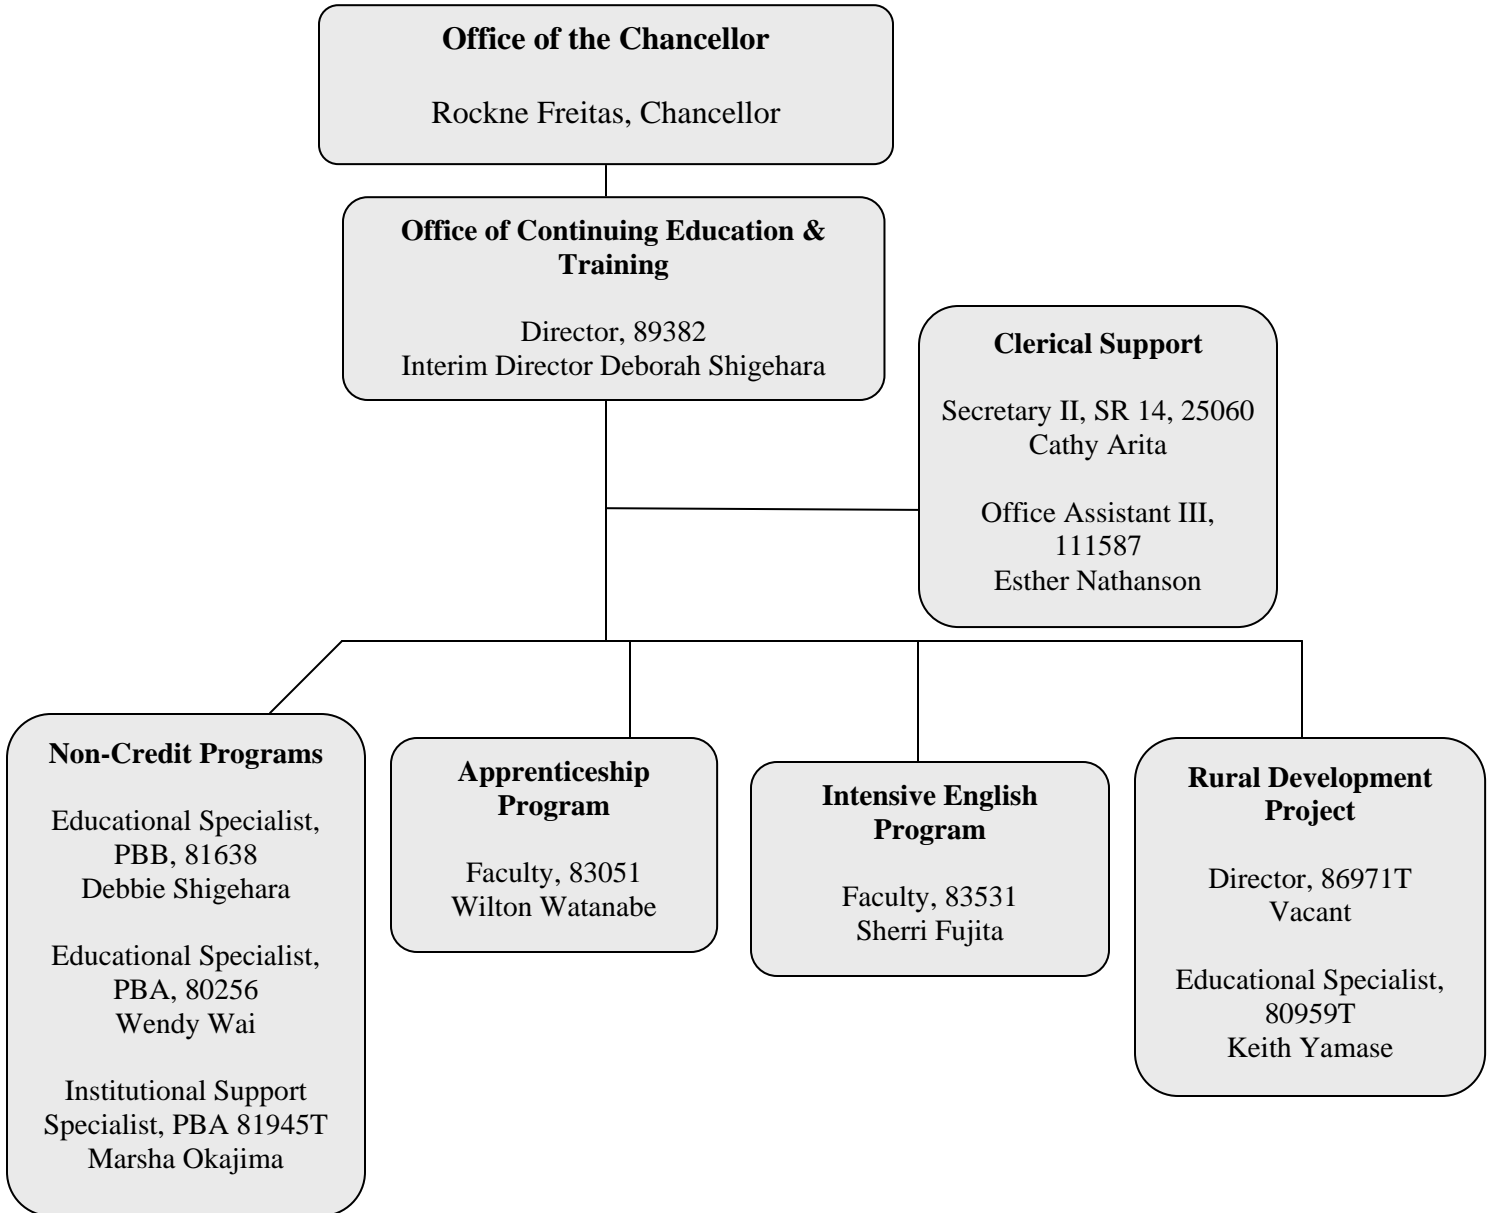 Office of the Chancellor
Rockne Freitas, Chancellor
Office of Continuing Education &
Training
Director, 89382
Interim Director Deborah Shigehara
Clerical Support
Secretary II, SR 14, 25060
Cathy Arita
Office Assistant III,
111587
Esther Nathanson
Non-Credit Programs
Educational Specialist,
PBB, 81638
Debbie Shigehara
Educational Specialist,
PBA, 80256
Wendy Wai
Institutional Support
Specialist, PBA 81945T
Marsha Okajima
Apprenticeship
Program
Faculty, 83051
Wilton Watanabe
Intensive English
Program
Faculty, 83531
Sherri Fujita
Rural Development
Project
Director, 86971T
Vacant
Educational Specialist,
80959T
Keith Yamase